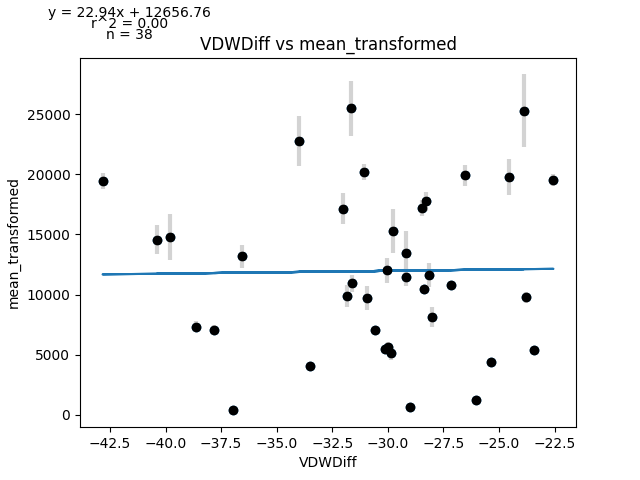 y = 22.94x + 12656.76
r^2 = 0.00
n = 38
VDWDiff vs mean_transformed
25000
20000
15000
10000
5000
0
mean_transformed
−42.5 −40.0 −37.5 −35.0 −32.5 −30.0 −27.5 −25.0 −22.5
VDWDiff